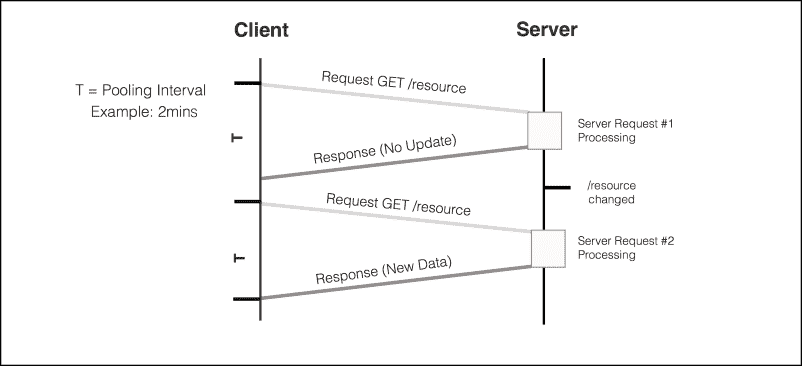 Client
Server
T = Pooling Interval
Example: 2mins
Request GET /resource
T
Server Request #1
Processing
Response (No Update)
/resource
changed
Request GET /resource
T
Server Request #2
Processing
Response (New Data)